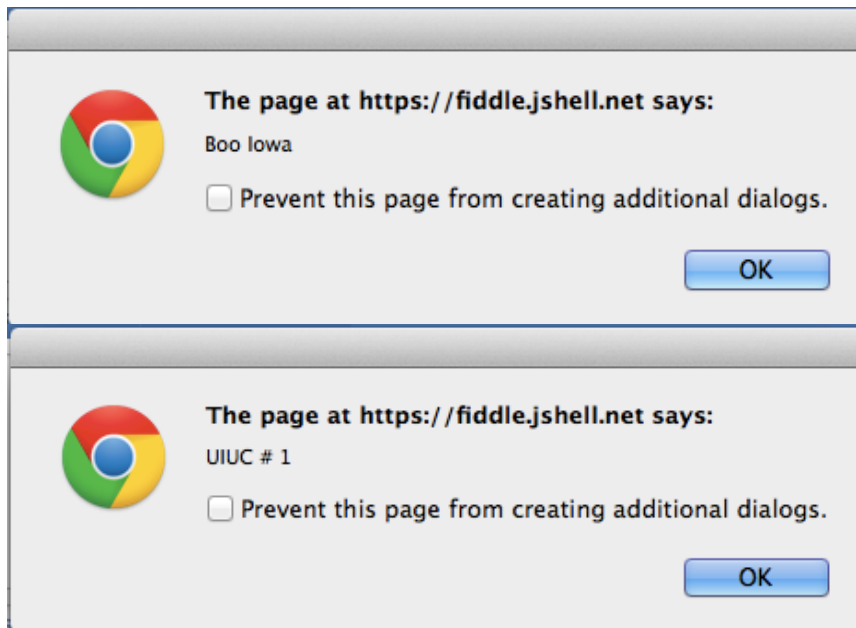 The page at https://fiddle.jshell.net says:
Boo Iowa
Prevent this page from creating additional dialogs.
OK
The page at https://fiddle.jshell.net says:
UIUC # 1
Prevent this page from creating additional dialogs.
OK